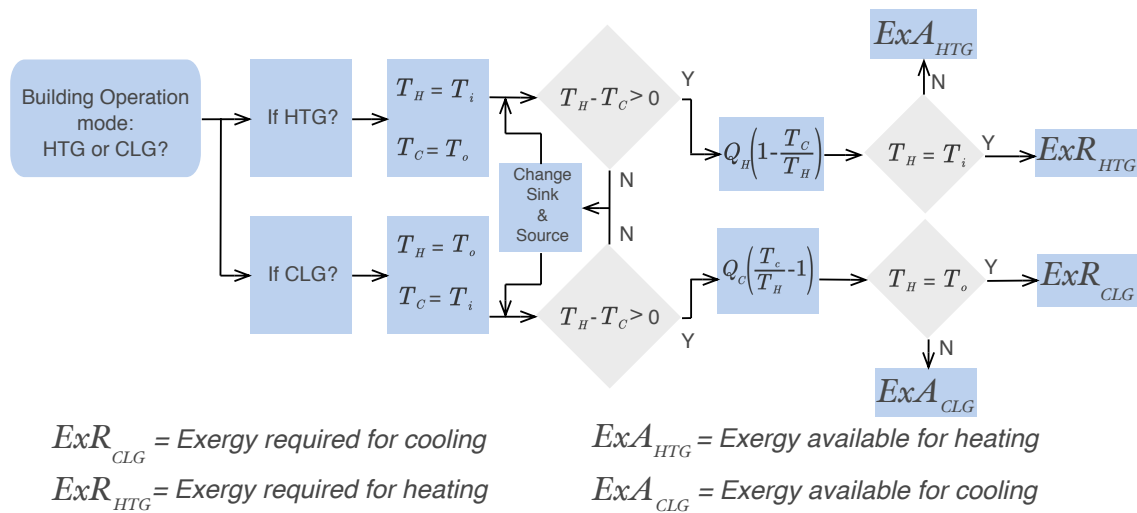 Building Operation
mode:
HTG or CLG?
If HTG?
T_H = T_i
T_C = T_o
T_H - T_C > 0
Y
N
Q_H(1-T_C/T_H)
T_H = T_i
N
ExA_HTG
Y
ExR_HTG
Change
Sink
&
Source
If CLG?
T_H = T_o
T_C = T_i
N
T_H - T_C > 0
Y
Q_C(T_c/T_H-1)
T_H = T_o
Y
ExR_CLG
N
ExA_CLG
ExR_CLG = Exergy required for cooling
ExR_HTG = Exergy required for heating
ExA_HTG = Exergy available for heating
ExA_CLG = Exergy available for cooling